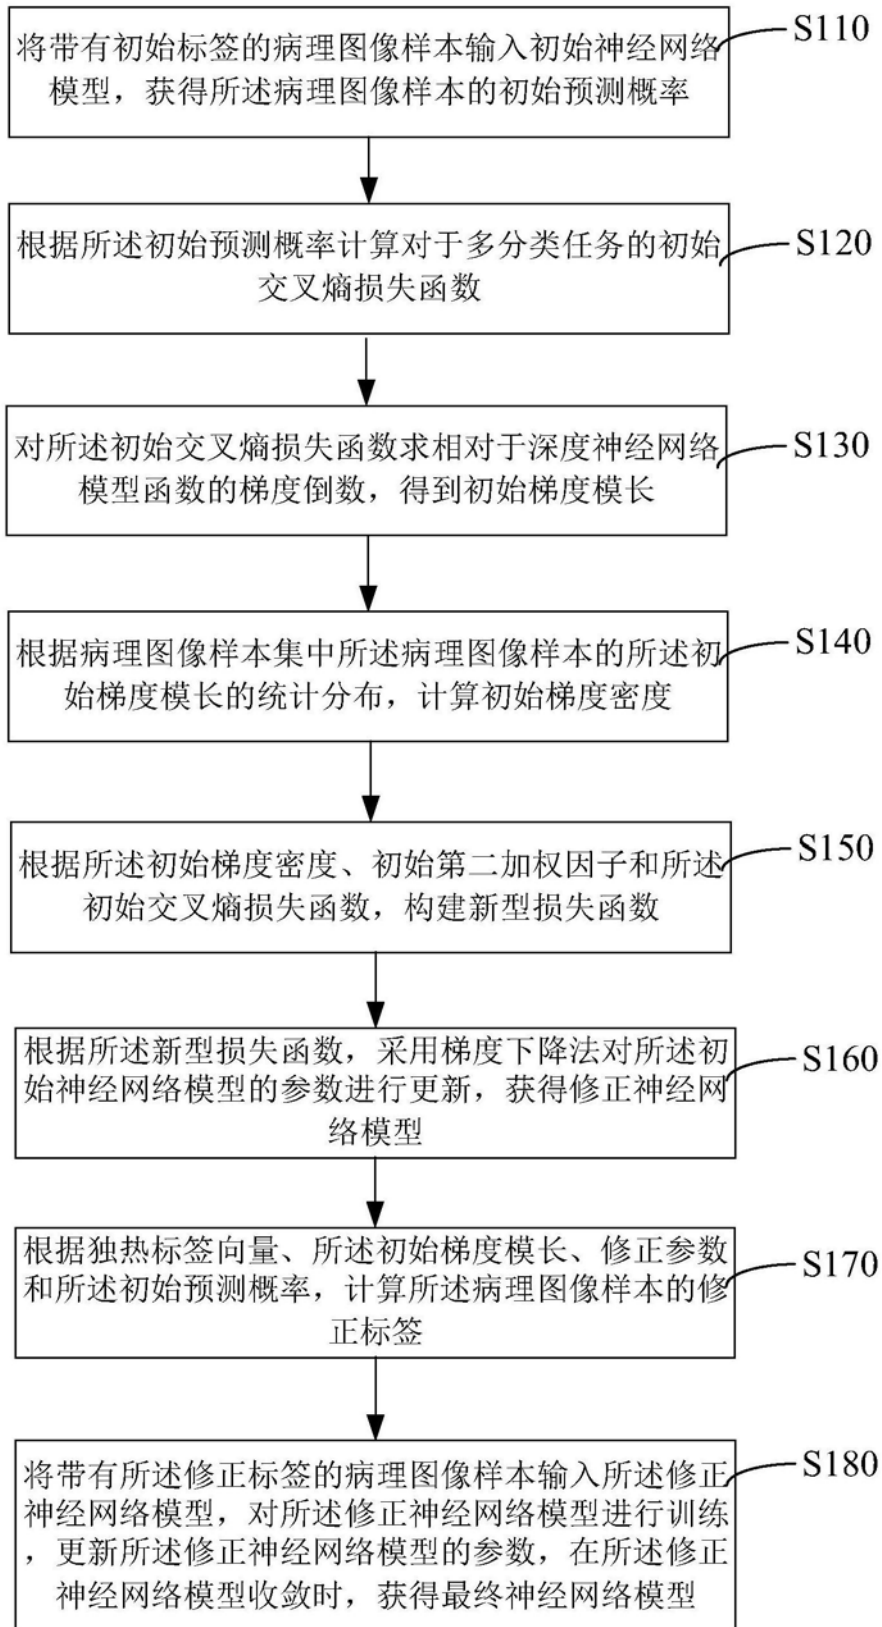 将带有初始标签的病理图像样本输入初始神经网络
模型，获得所述病理图像样本的初始预测概率
S110
根据所述初始预测概率计算对于多分类任务的初始
交叉熵损失函数
S120
对所述初始交叉熵损失函数求相对于深度神经网络
模型函数的梯度倒数，得到初始梯度模长
S130
根据病理图像样本集中所述病理图像样本的所述初
始梯度模长的统计分布，计算初始梯度密度
S140
根据所述初始梯度密度、初始第二加权因子和所述
初始交叉熵损失函数，构建新型损失函数
S150
根据所述新型损失函数，采用梯度下降法对所述初
始神经网络模型的参数进行更新，获得修正神经网
络模型
S160
根据独热标签向量、所述初始梯度模长、修正参数
和所述初始预测概率，计算所述病理图像样本的修
正标签
S170
将带有所述修正标签的病理图像样本输入所述修正
神经网络模型，对所述修正神经网络模型进行训练
，更新所述修正神经网络模型的参数，在所述修正
神经网络模型收敛时，获得最终神经网络模型
S180